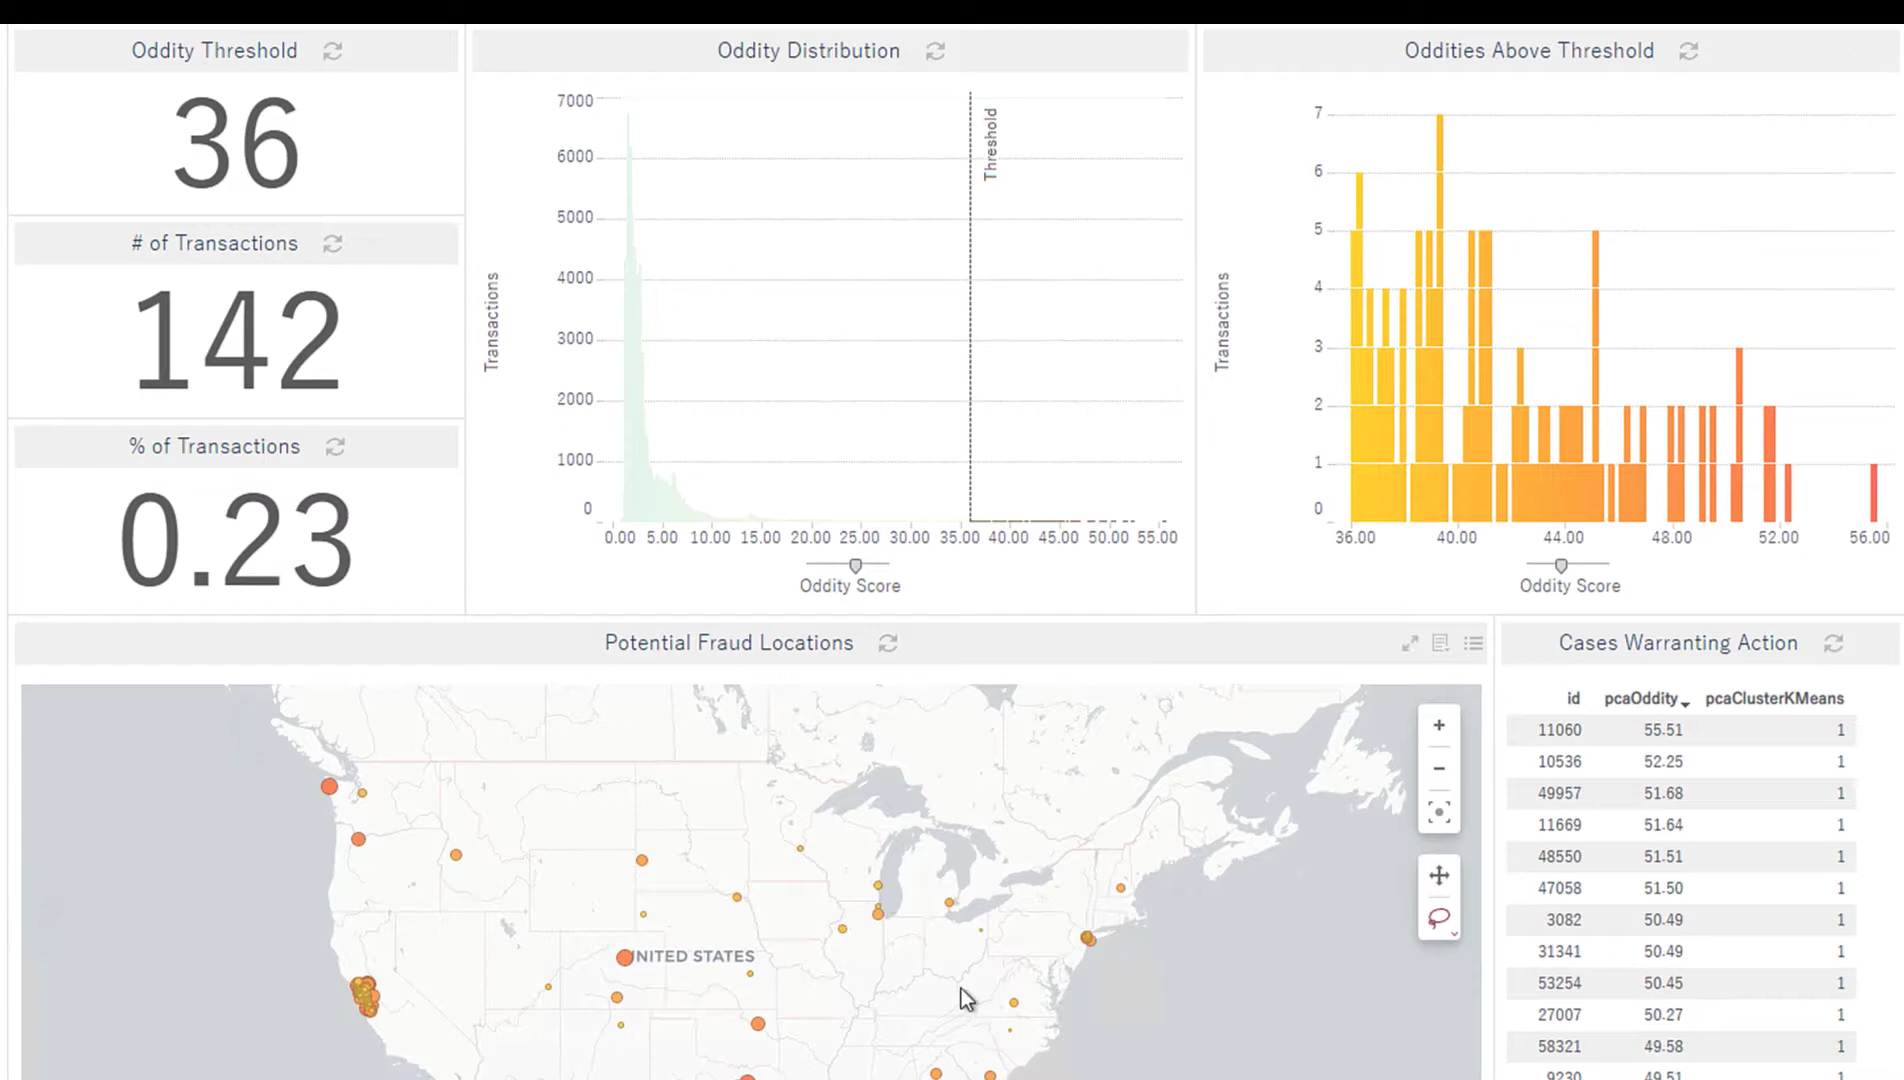 Oddity Threshold
36
# of Transactions
142
% of Transactions
0.23
Oddity Distribution
7000
6000
5000
4000
3000
2000
1000
0
Transactions
Threshold
0.00 5.00 10.00 15.00 20.00 25.00 30.00 35.00 40.00 45.00 50.00 55.00
Oddity Score
Oddities Above Threshold
7
6
5
4
3
2
1
0
Transactions
36.00 40.00 44.00 48.00 52.00 56.00
Oddity Score
Potential Fraud Locations
+
−
UNITED STATES
Cases Warranting Action
id pcaOddity pcaClusterKMeans
11060 55.51 1
10536 52.25 1
49957 51.68 1
11669 51.64 1
48550 51.51 1
47058 51.50 1
3082 50.49 1
31341 50.49 1
53254 50.45 1
27007 50.27 1
58321 49.58 1
9230 49.51 1